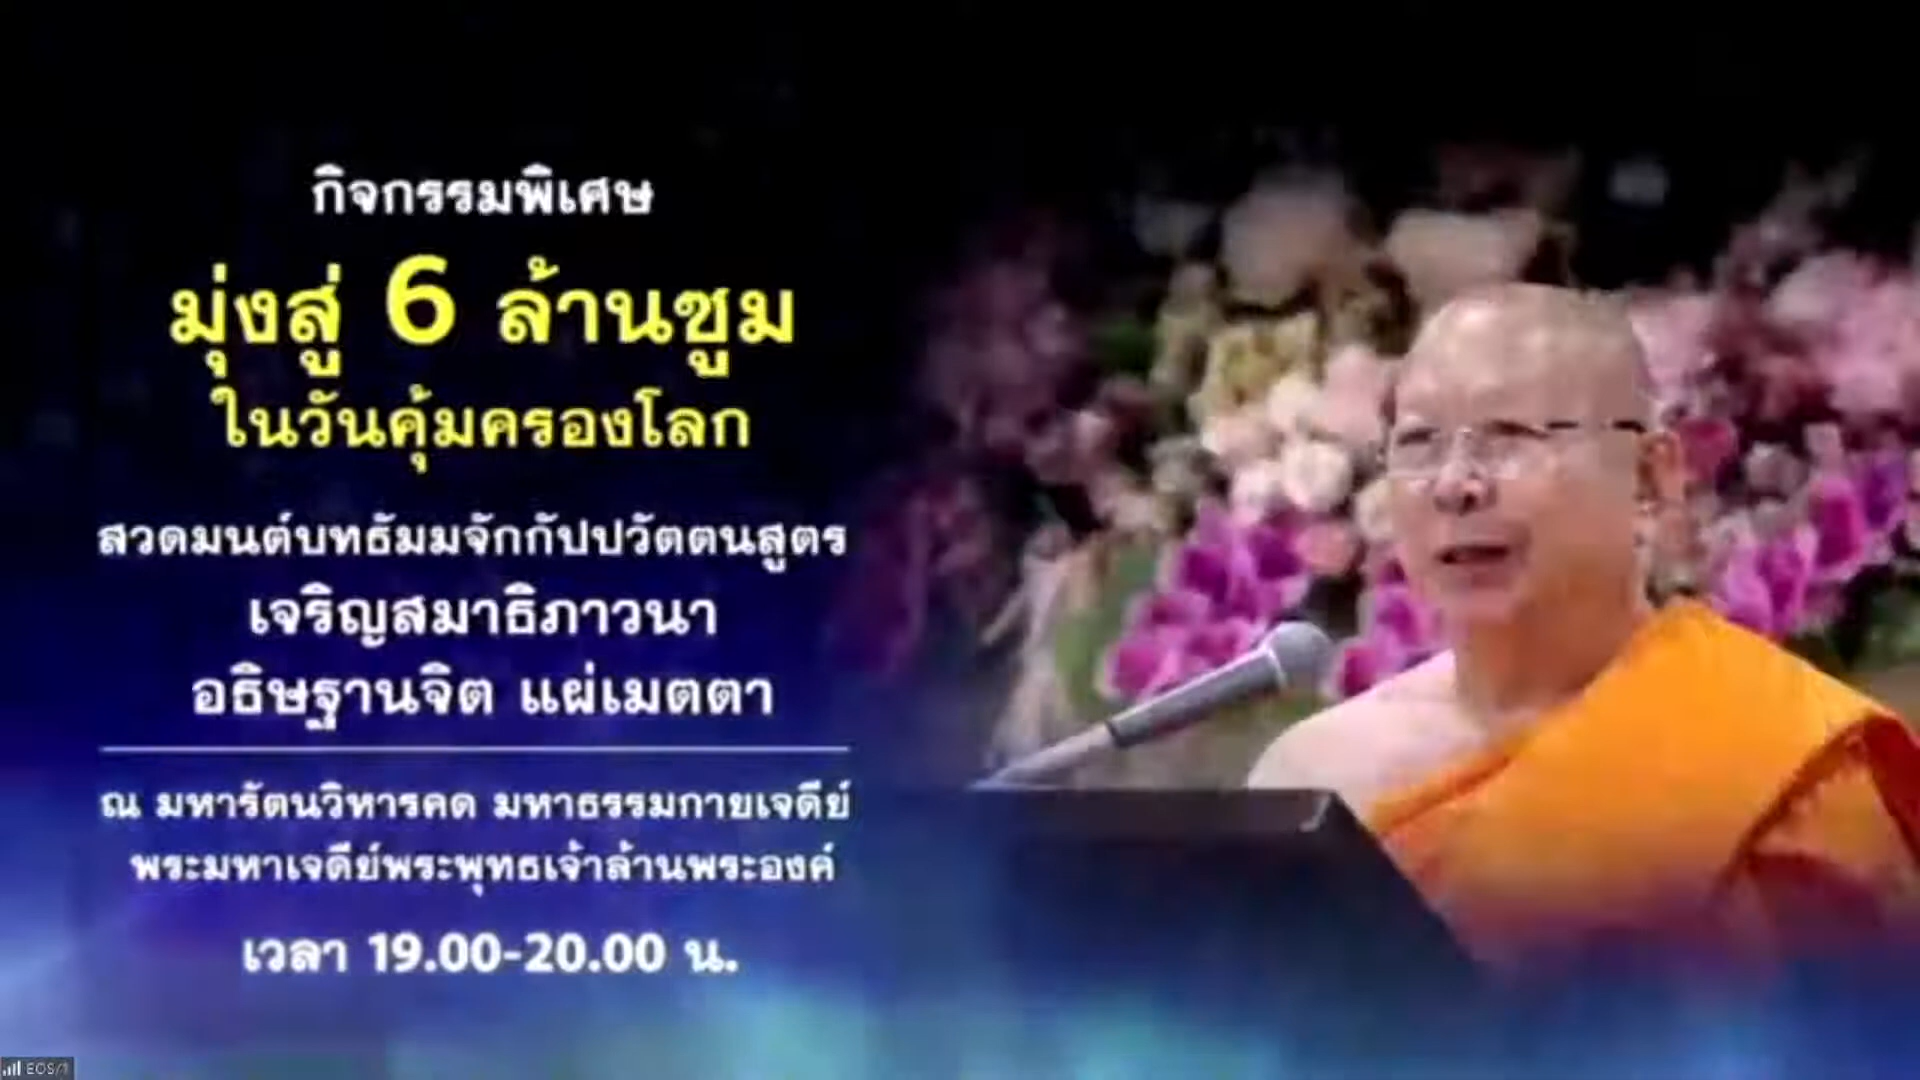 กิจกรรมพิเศษ
มุ่งสู่ 6 ล้านซูม
ในวันคุ้มครองโลก
สวดมนต์บทธัมมจักกัปปวัตตนสูตร
เจริญสมาธิภาวนา
อธิษฐานจิต แผ่เมตตา
ณ มหารัตนวิหารคด มหาธรรมกายเจดีย์
พระมหาเจดีย์พระพุทธเจ้าล้านพระองค์
เวลา 19.00-20.00 น.